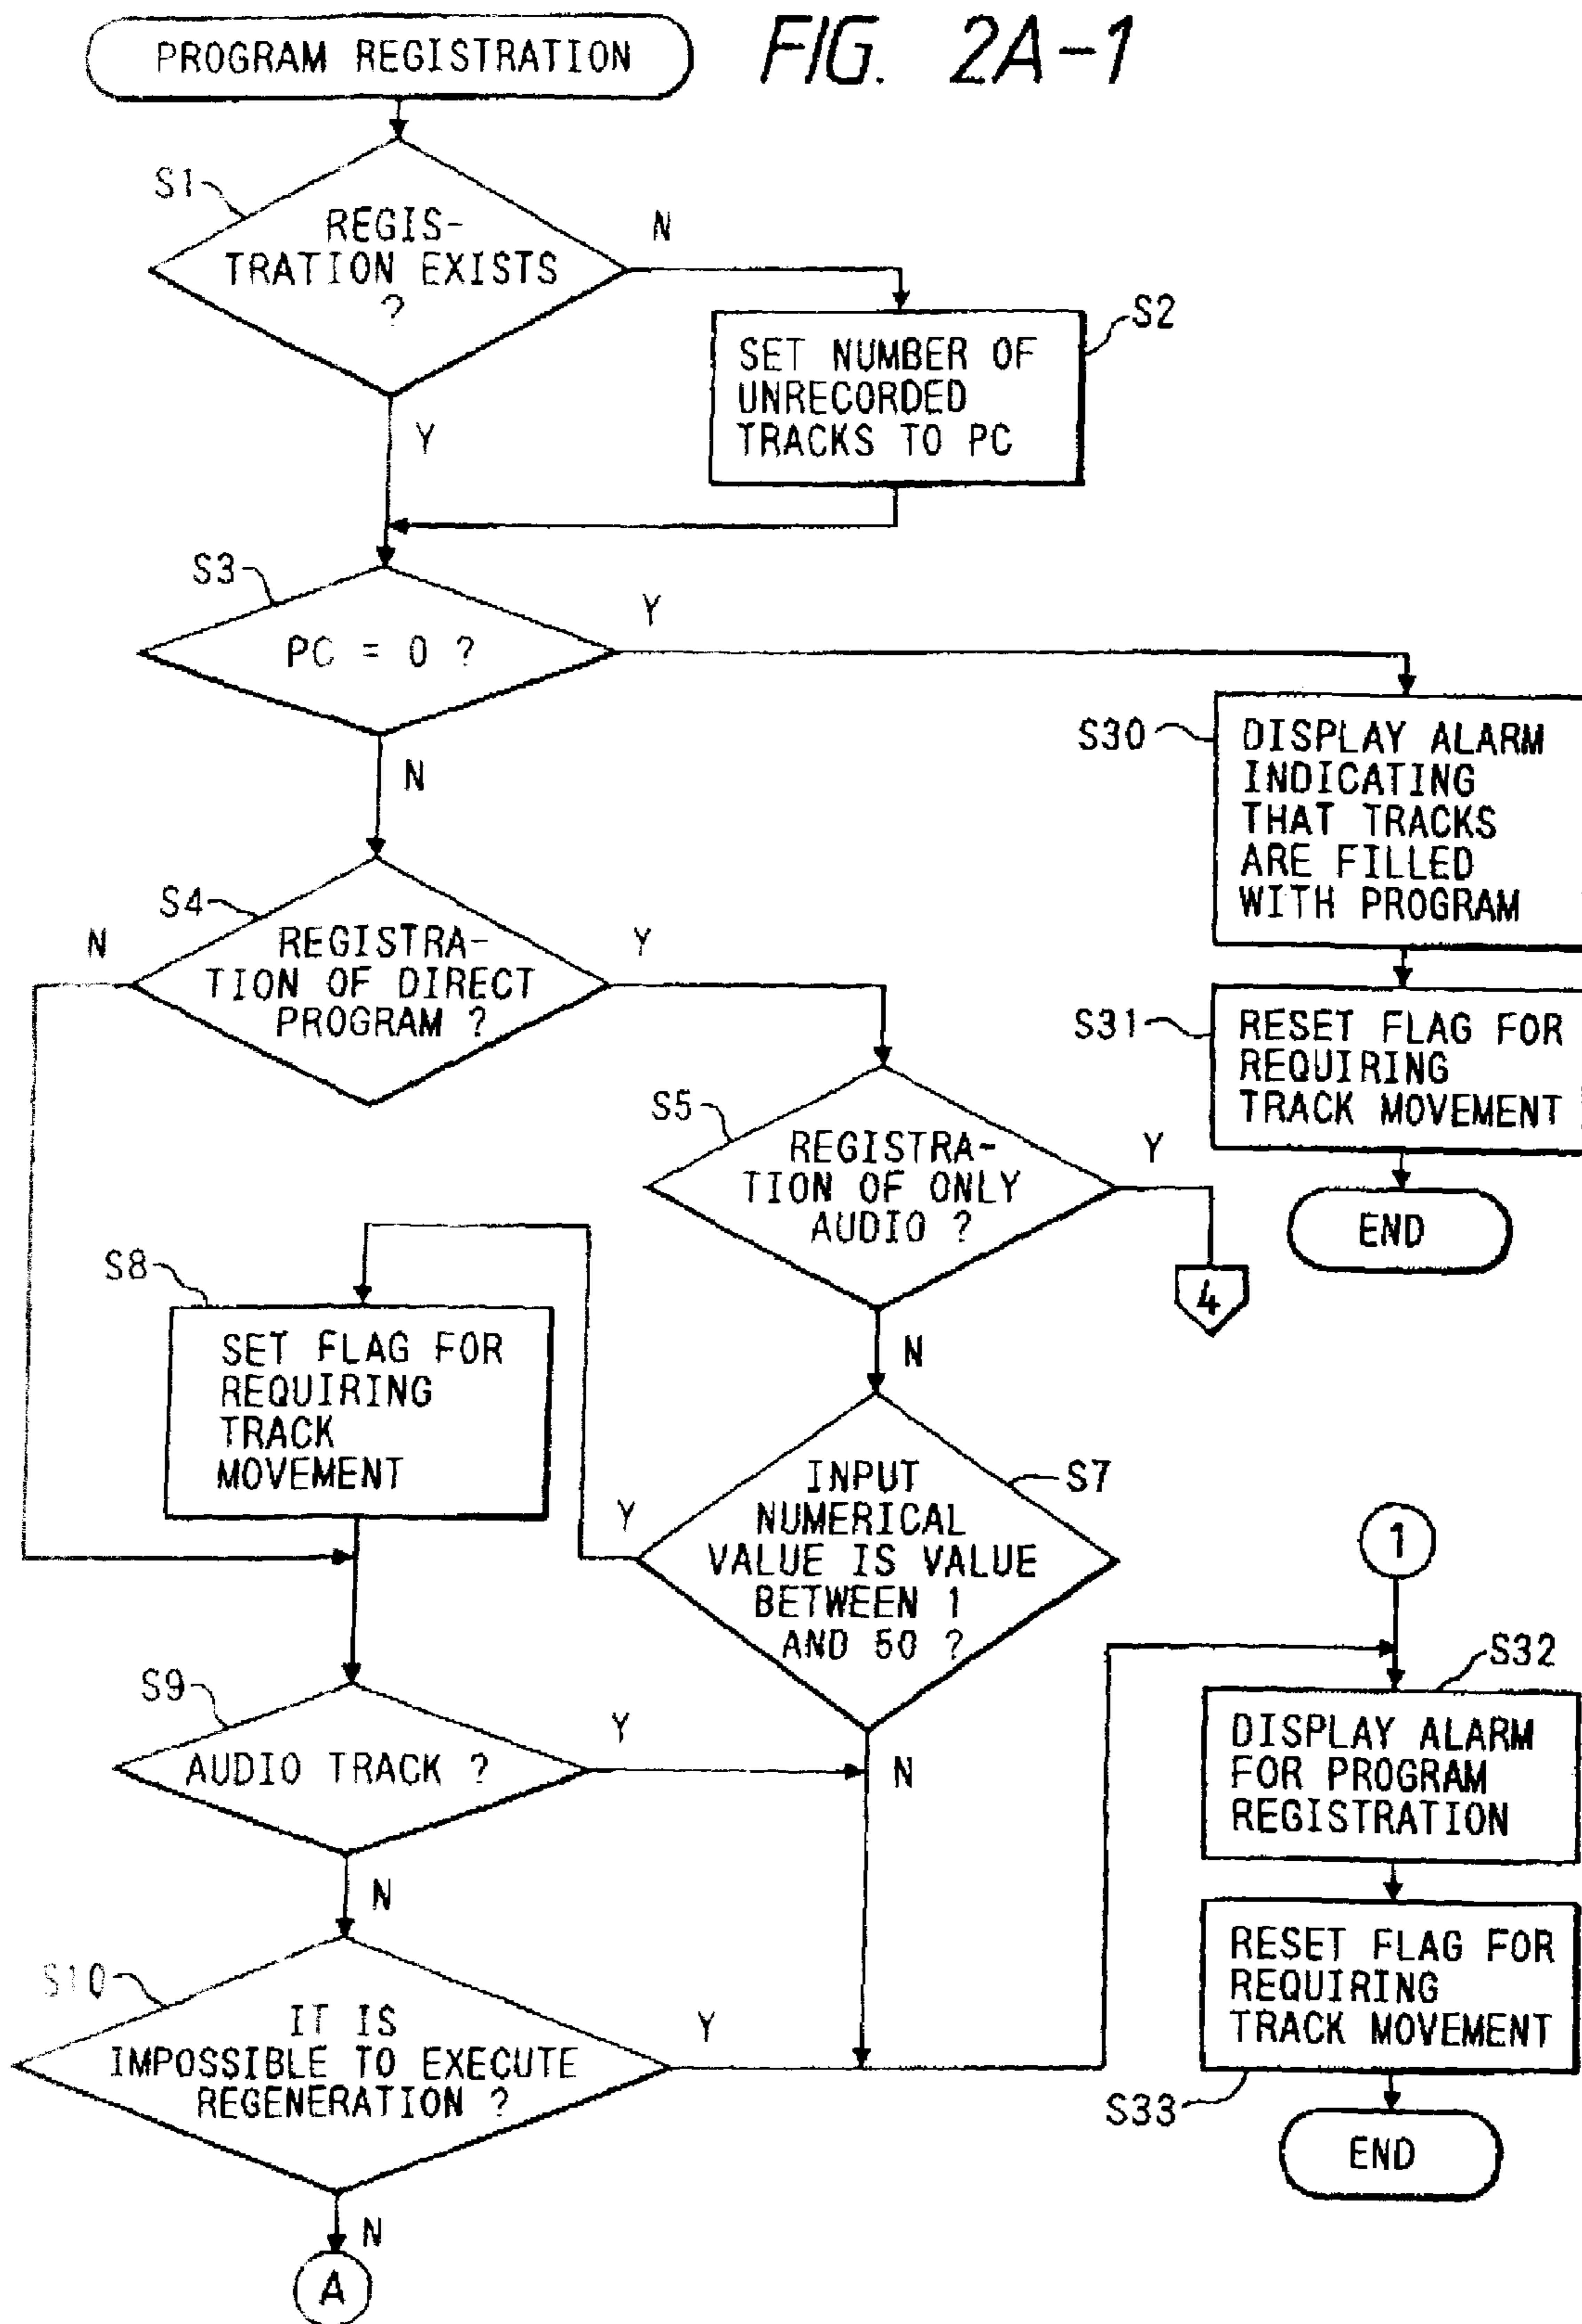 PROGRAM REGISTRATION
FIG. 2A-1
S1
REGIS-
TRATION EXISTS
?
N
Y
S2
SET NUMBER OF
UNRECORDED
TRACKS TO PC
S3
PC = 0 ?
Y
N
S30
DISPLAY ALARM
INDICATING
THAT TRACKS
ARE FILLED
WITH PROGRAM
S31
RESET FLAG FOR
REQUIRING
TRACK MOVEMENT
END
S4
REGISTRA-
TION OF DIRECT
PROGRAM ?
N
Y
S5
REGISTRA-
TION OF ONLY
AUDIO ?
Y
4
N
S8
SET FLAG FOR
REQUIRING
TRACK
MOVEMENT
S7
INPUT
NUMERICAL
VALUE IS VALUE
BETWEEN 1
AND 50 ?
Y
N
S9
AUDIO TRACK ?
Y
N
S10
IT IS
IMPOSSIBLE TO EXECUTE
REGENERATION ?
Y
N
A
1
S32
DISPLAY ALARM
FOR PROGRAM
REGISTRATION
S33
RESET FLAG FOR
REQUIRING
TRACK MOVEMENT
END